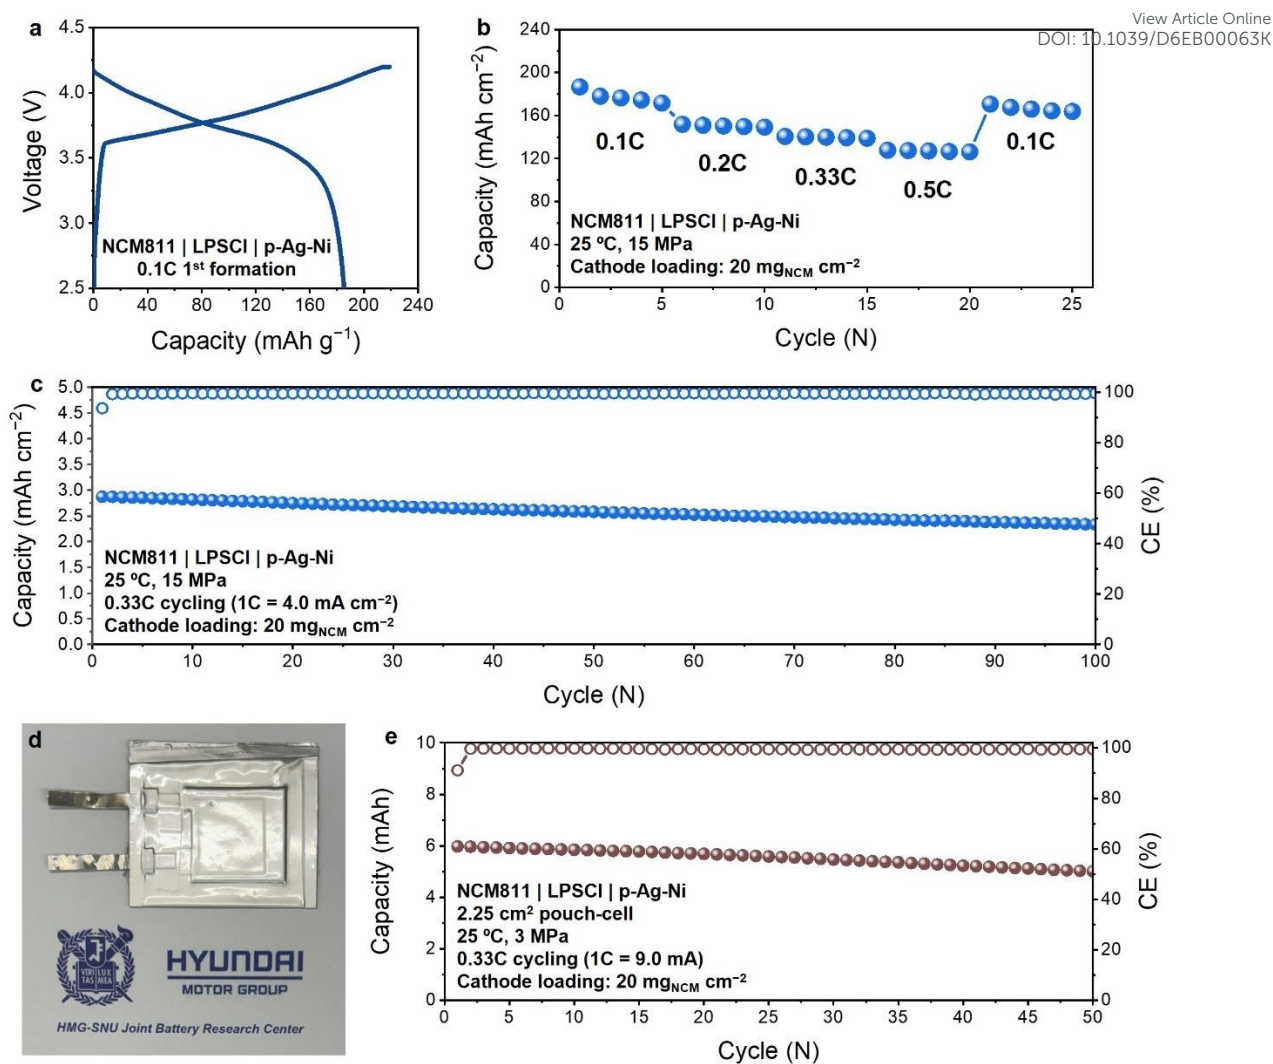 View Article Online
DOI: 10.1039/D6EB00063K
a
4.5
4.0
3.5
3.0
2.5
Voltage (V)
NCM811 | LPSCI | p-Ag-Ni
0.1C 1st formation
0 40 80 120 160 200 240
Capacity (mAh g⁻¹)
b
240
200
160
120
80
40
0
Capacity (mAh cm⁻²)
0.1C
0.2C
0.33C
0.5C
0.1C
NCM811 | LPSCI | p-Ag-Ni
25 ºC, 15 MPa
Cathode loading: 20 mgNCM cm⁻²
0 5 10 15 20 25
Cycle (N)
c
5.0
4.5
4.0
3.5
3.0
2.5
2.0
1.5
1.0
0.5
0.0
Capacity (mAh cm⁻²)
NCM811 | LPSCI | p-Ag-Ni
25 ºC, 15 MPa
0.33C cycling (1C = 4.0 mA cm⁻²)
Cathode loading: 20 mgNCM cm⁻²
100
80
60
40
20
0
CE (%)
0 10 20 30 40 50 60 70 80 90 100
Cycle (N)
d
VERI LUX
TAS MEA
HYUNDAI
MOTOR GROUP
HMG-SNU Joint Battery Research Center
e
10
8
6
4
2
0
Capacity (mAh)
NCM811 | LPSCI | p-Ag-Ni
2.25 cm² pouch-cell
25 ºC, 3 MPa
0.33C cycling (1C = 9.0 mA)
Cathode loading: 20 mgNCM cm⁻²
100
80
60
40
20
0
CE (%)
0 5 10 15 20 25 30 35 40 45 50
Cycle (N)